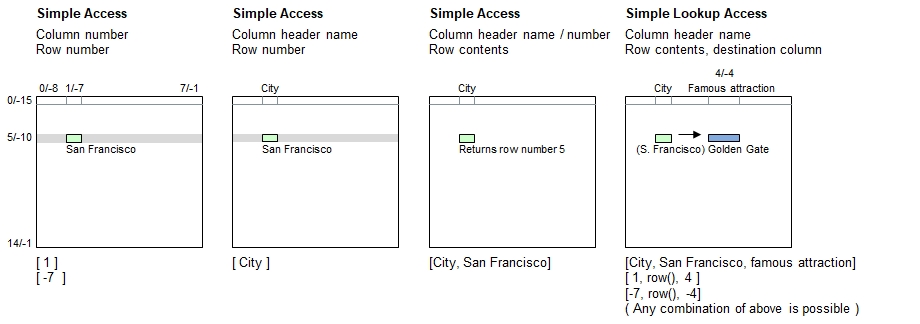 Simple Access
Column number
Row number
0/-8 1/-7 7/-1
0/-15
5/-10
San Francisco
14/-1
[ 1 ]
[ -7 ]
Simple Access
Column header name
Row number
City
San Francisco
[ City ]
Simple Access
Column header name / number
Row contents
City
Returns row number 5
[City, San Francisco]
Simple Lookup Access
Column header name
Row contents, destination column
4/-4
City Famous attraction
(S. Francisco) Golden Gate
[City, San Francisco, famous attraction]
[ 1, row(), 4 ]
[-7, row(), -4]
( Any combination of above is possible )